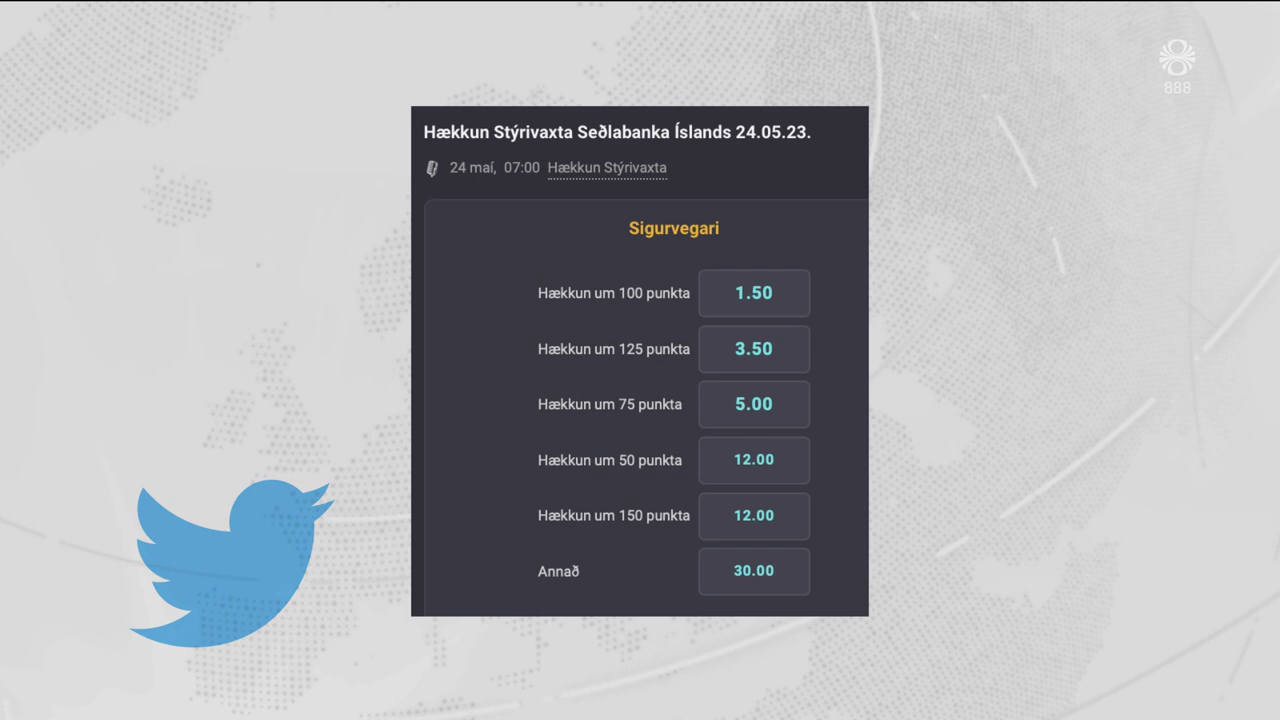 888
Hækkun Stýrivaxta Seðlabanka Íslands 24.05.23.
24 maí, 07:00 Hækkun Stýrivaxta
Sigurvegari
Hækkun um 100 punkta 1.50
Hækkun um 125 punkta 3.50
Hækkun um 75 punkta 5.00
Hækkun um 50 punkta 12.00
Hækkun um 150 punkta 12.00
Annað 30.00